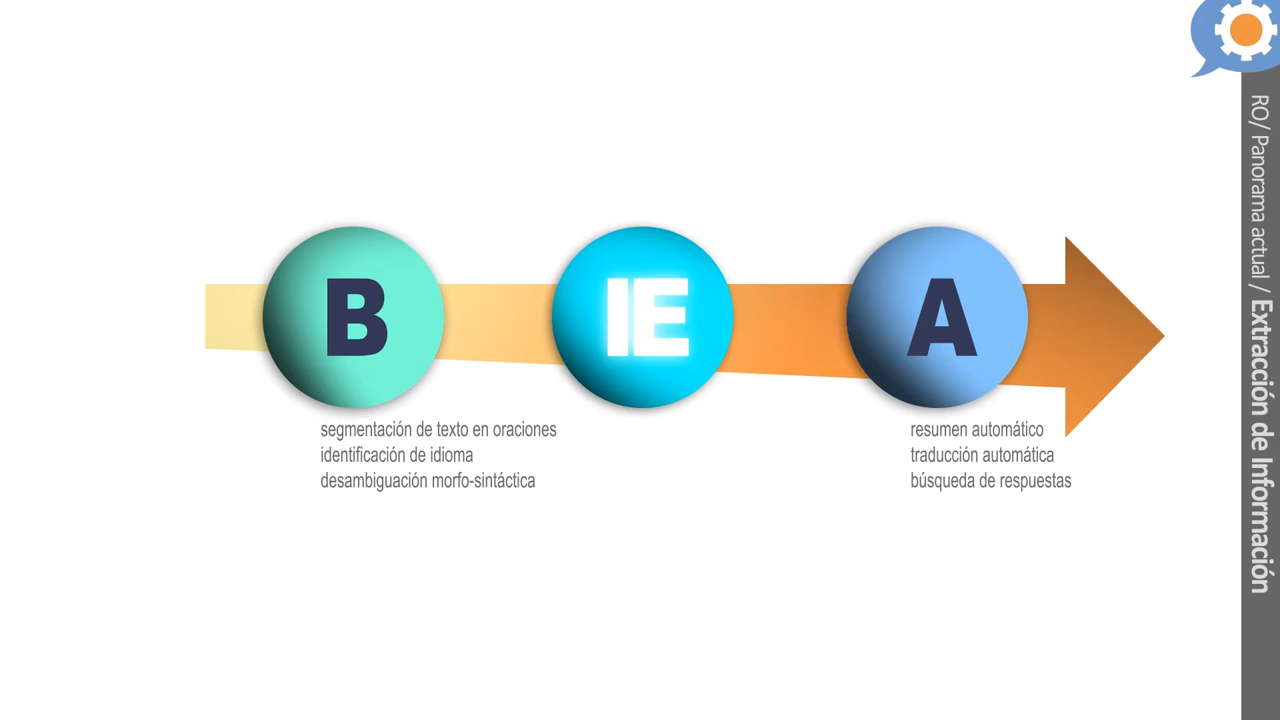 B
IE
A
segmentación de texto en oraciones
identificación de idioma
desambiguación morfo-sintáctica
resumen automático
traducción automática
búsqueda de respuestas
RO/ Panorama actual / Extracción de Información